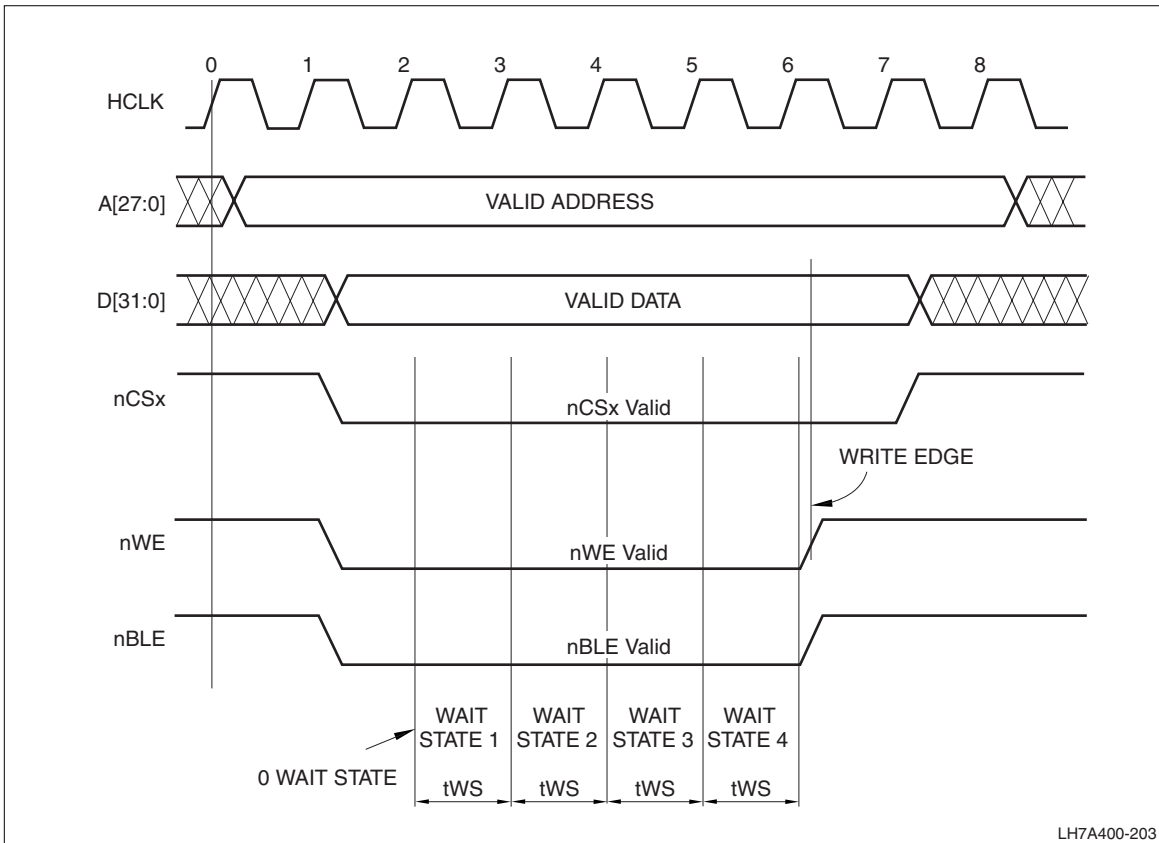 0 1 2 3 4 5 6 7 8
HCLK
A[27:0]
VALID ADDRESS
D[31:0]
VALID DATA
nCSx
nCSx Valid
WRITE EDGE
nWE
nWE Valid
nBLE
nBLE Valid
WAIT STATE 1
WAIT STATE 2
WAIT STATE 3
WAIT STATE 4
0 WAIT STATE
tWS tWS tWS tWS
LH7A400-203